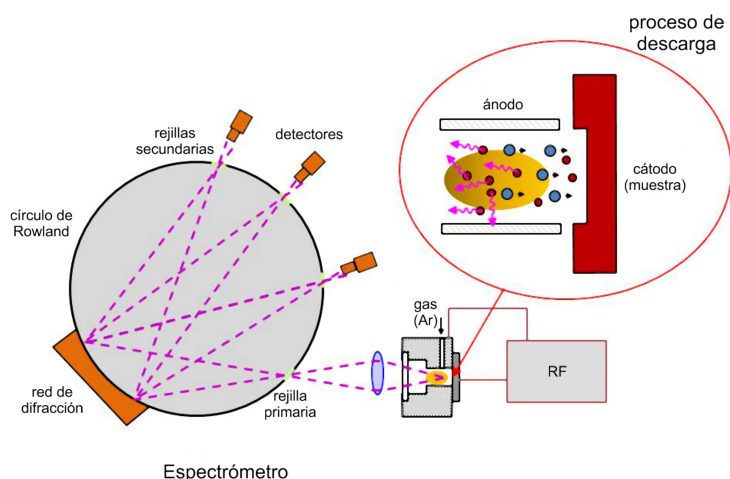 proceso de
descarga
ánodo
cátodo
(muestra)
rejillas
secundarias
detectores
círculo de
Rowland
gas
(Ar)
RF
red de
difracción
rejilla
primaria
Espectrómetro